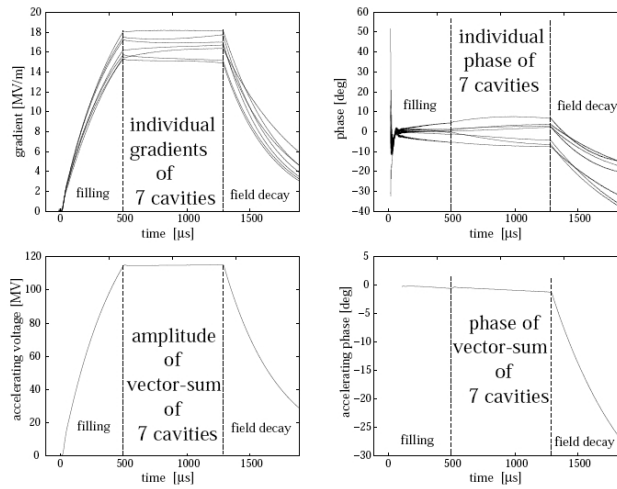 20
18
16
14
12
10
8
6
4
2
0
gradient [MV/m]
individual
gradients
of
7 cavities
filling
field decay
0 500 1000 1500
time [µs]
60
50
40
30
20
10
0
-10
-20
-30
-40
phase [deg]
individual
phase of
7 cavities
filling
field decay
0 500 1000 1500
time [µs]
120
100
80
60
40
20
0
accelerating voltage [MV]
amplitude
of
vector-sum
of
7 cavities
filling
field decay
0 500 1000 1500
time [µs]
5
0
-5
-10
-15
-20
-25
-30
accelerating phase [deg]
phase of
vector-sum
of
7 cavities
filling
field decay
0 500 1000 1500
time [µs]